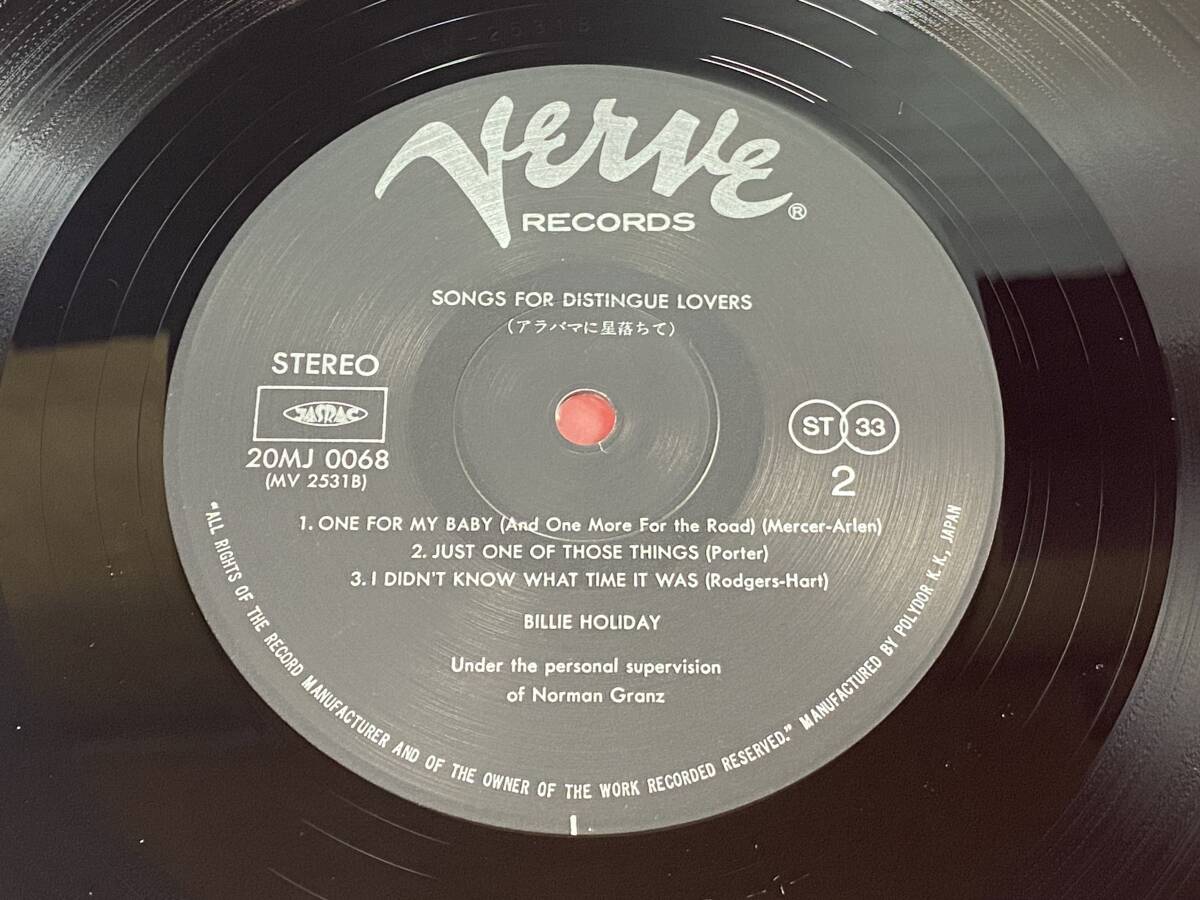 MV-2531B
Verve ®
RECORDS
SONGS FOR DISTINGUE LOVERS
(アラバマに星落ちて)
STEREO
JASRAC
20MJ 0068
(MV 2531B)
ST 33
2
1. ONE FOR MY BABY (And One More For the Road) (Mercer-Arlen)
2. JUST ONE OF THOSE THINGS (Porter)
3. I DIDN'T KNOW WHAT TIME IT WAS (Rodgers-Hart)
BILLIE HOLIDAY
Under the personal supervision
of Norman Granz
"ALL RIGHTS OF THE RECORD MANUFACTURER AND OF THE OWNER OF THE WORK RECORDED RESERVED." MANUFACTURED BY POLYDOR K.K., JAPAN